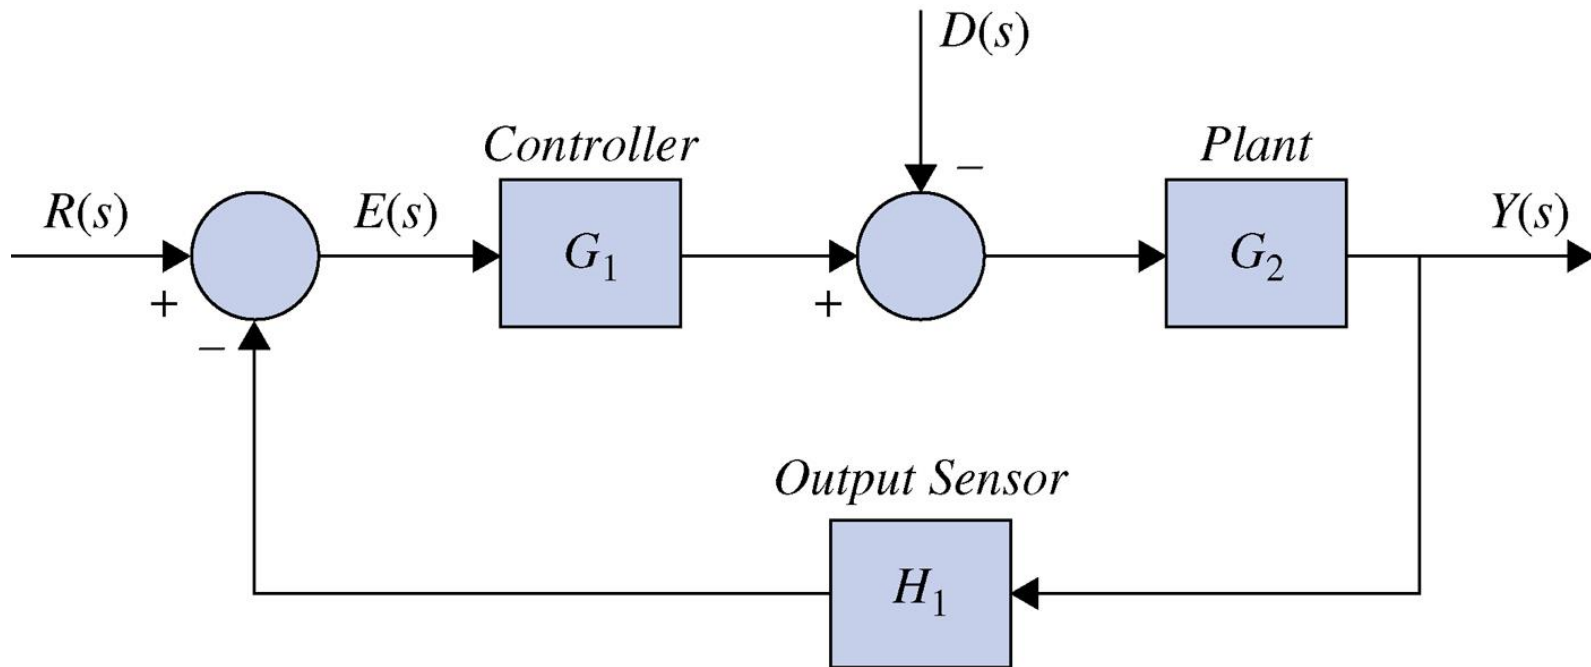 D(s)
Controller
Plant
−
R(s)
E(s)
G₁
G₂
Y(s)
+
+
−
Output Sensor
H₁